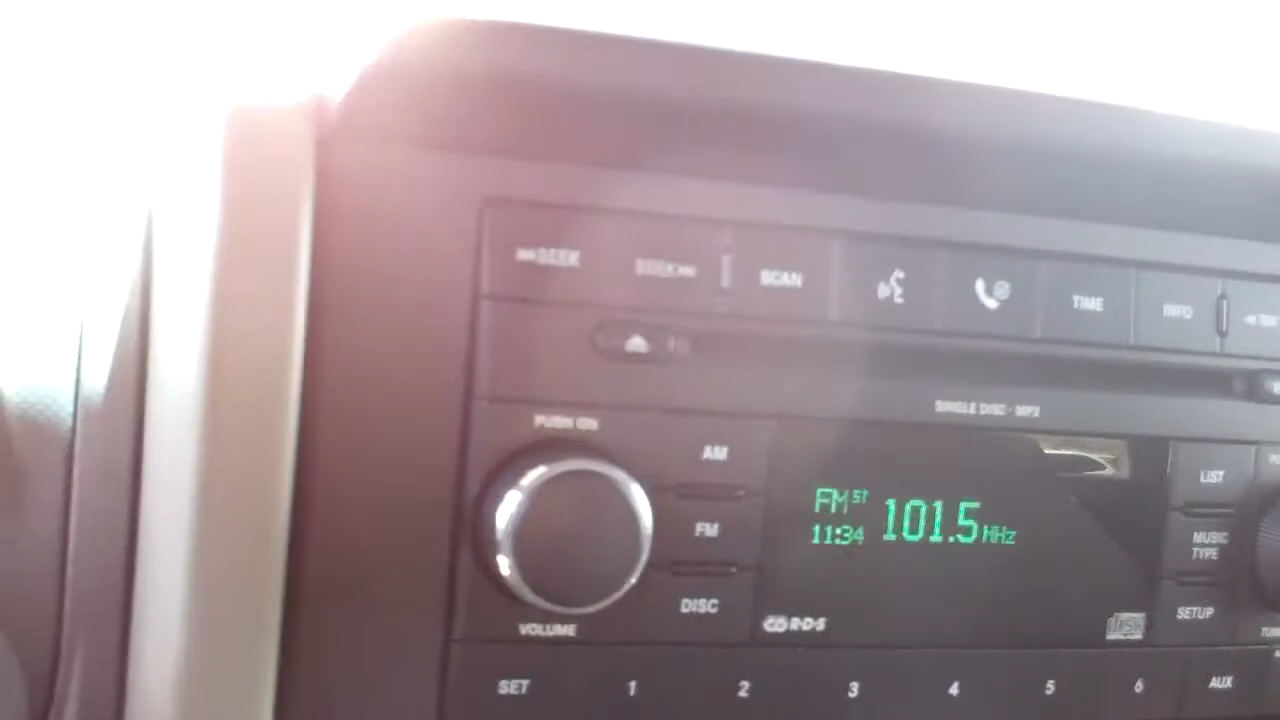 SEEK SEEK SCAN TIME INFO
SINGLE DISC - MP3
PUSH ON
AM
FM
DISC
VOLUME
FM ST
11:34 101.5 MHz
R·D·S
LIST
MUSIC
TYPE
SETUP
SET 1 2 3 4 5 6 AUX